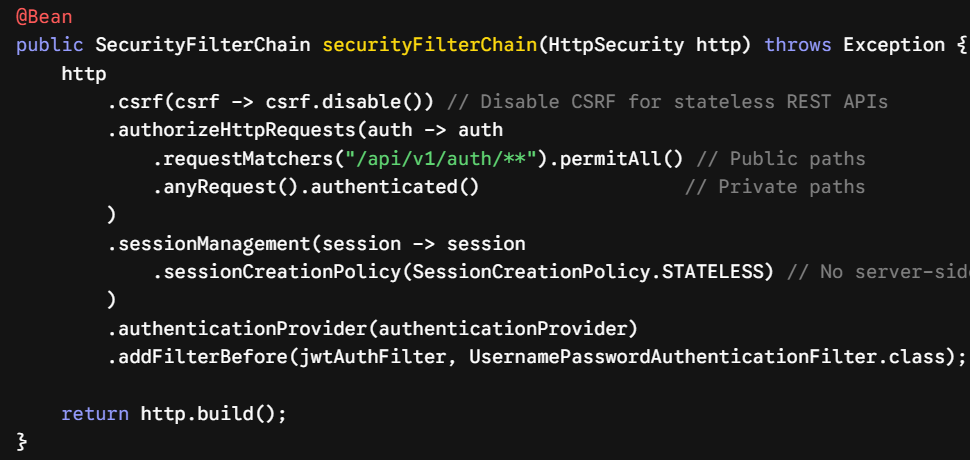 @Bean
public SecurityFilterChain securityFilterChain(HttpSecurity http) throws Exception {
    http
        .csrf(csrf -> csrf.disable()) // Disable CSRF for stateless REST APIs
        .authorizeHttpRequests(auth -> auth
            .requestMatchers("/api/v1/auth/**").permitAll() // Public paths
            .anyRequest().authenticated()                  // Private paths
        )
        .sessionManagement(session -> session
            .sessionCreationPolicy(SessionCreationPolicy.STATELESS) // No server-side
        )
        .authenticationProvider(authenticationProvider)
        .addFilterBefore(jwtAuthFilter, UsernamePasswordAuthenticationFilter.class);

    return http.build();
}